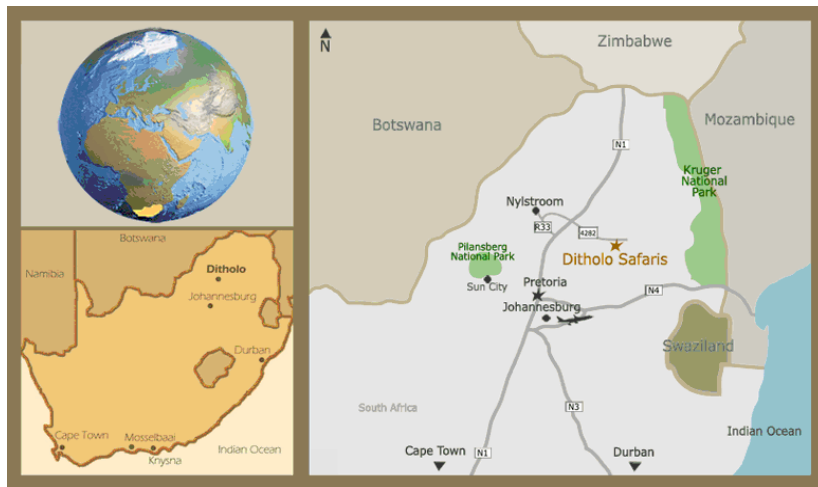 Botswana
Namibia
Ditholo
Johannesburg
Durban
Cape Town
Mosselbaai
Knysna
Indian Ocean
N
Zimbabwe
Botswana
Mozambique
N1
Kruger
National
Park
Nylstroom
R33
R282
Pilansberg
National Park
Ditholo Safaris
Sun City
Pretoria
N4
Johannesburg
Swaziland
South Africa
N3
Indian Ocean
Cape Town
N1
Durban